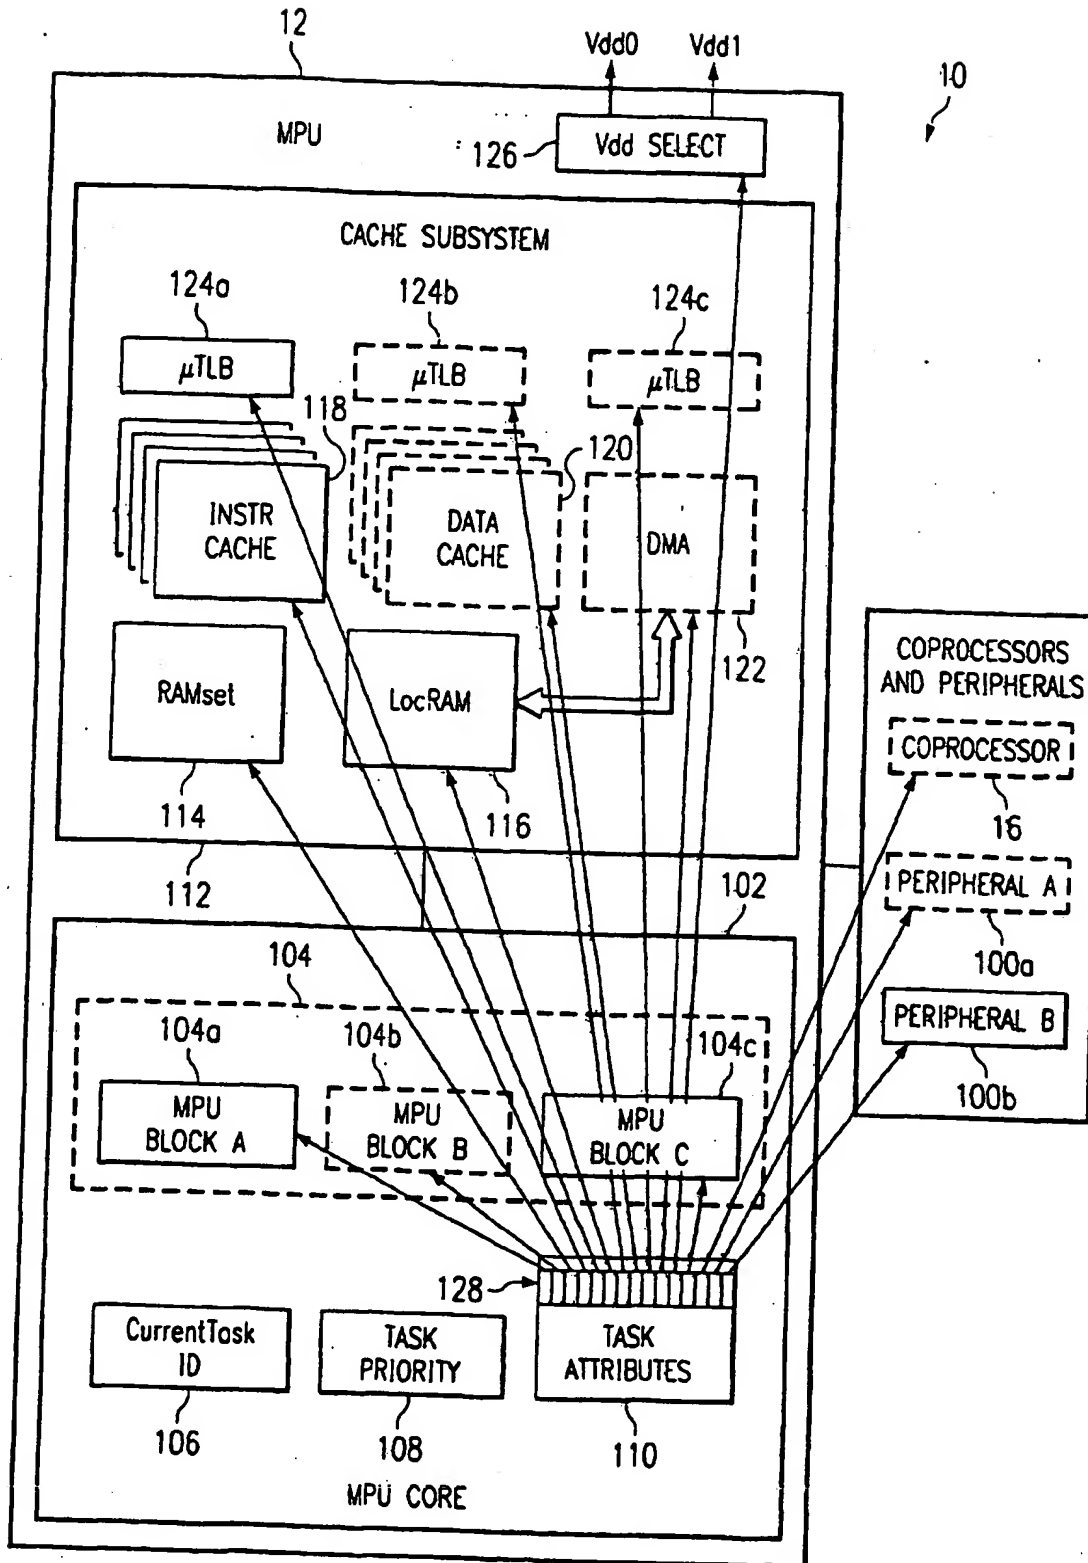 12
Vdd0
Vdd1
10
MPU
126
Vdd SELECT
CACHE SUBSYSTEM
124a
124b
124c
μTLB
μTLB
μTLB
118
120
INSTR
CACHE
DATA
CACHE
DMA
122
RAMset
LocRAM
114
116
112
COPROCESSORS
AND PERIPHERALS
COPROCESSOR
16
PERIPHERAL A
100a
PERIPHERAL B
100b
102
104
104a
104b
104c
MPU
BLOCK A
MPU
BLOCK B
MPU
BLOCK C
128
CurrentTask
ID
TASK
PRIORITY
TASK
ATTRIBUTES
106
108
110
MPU CORE